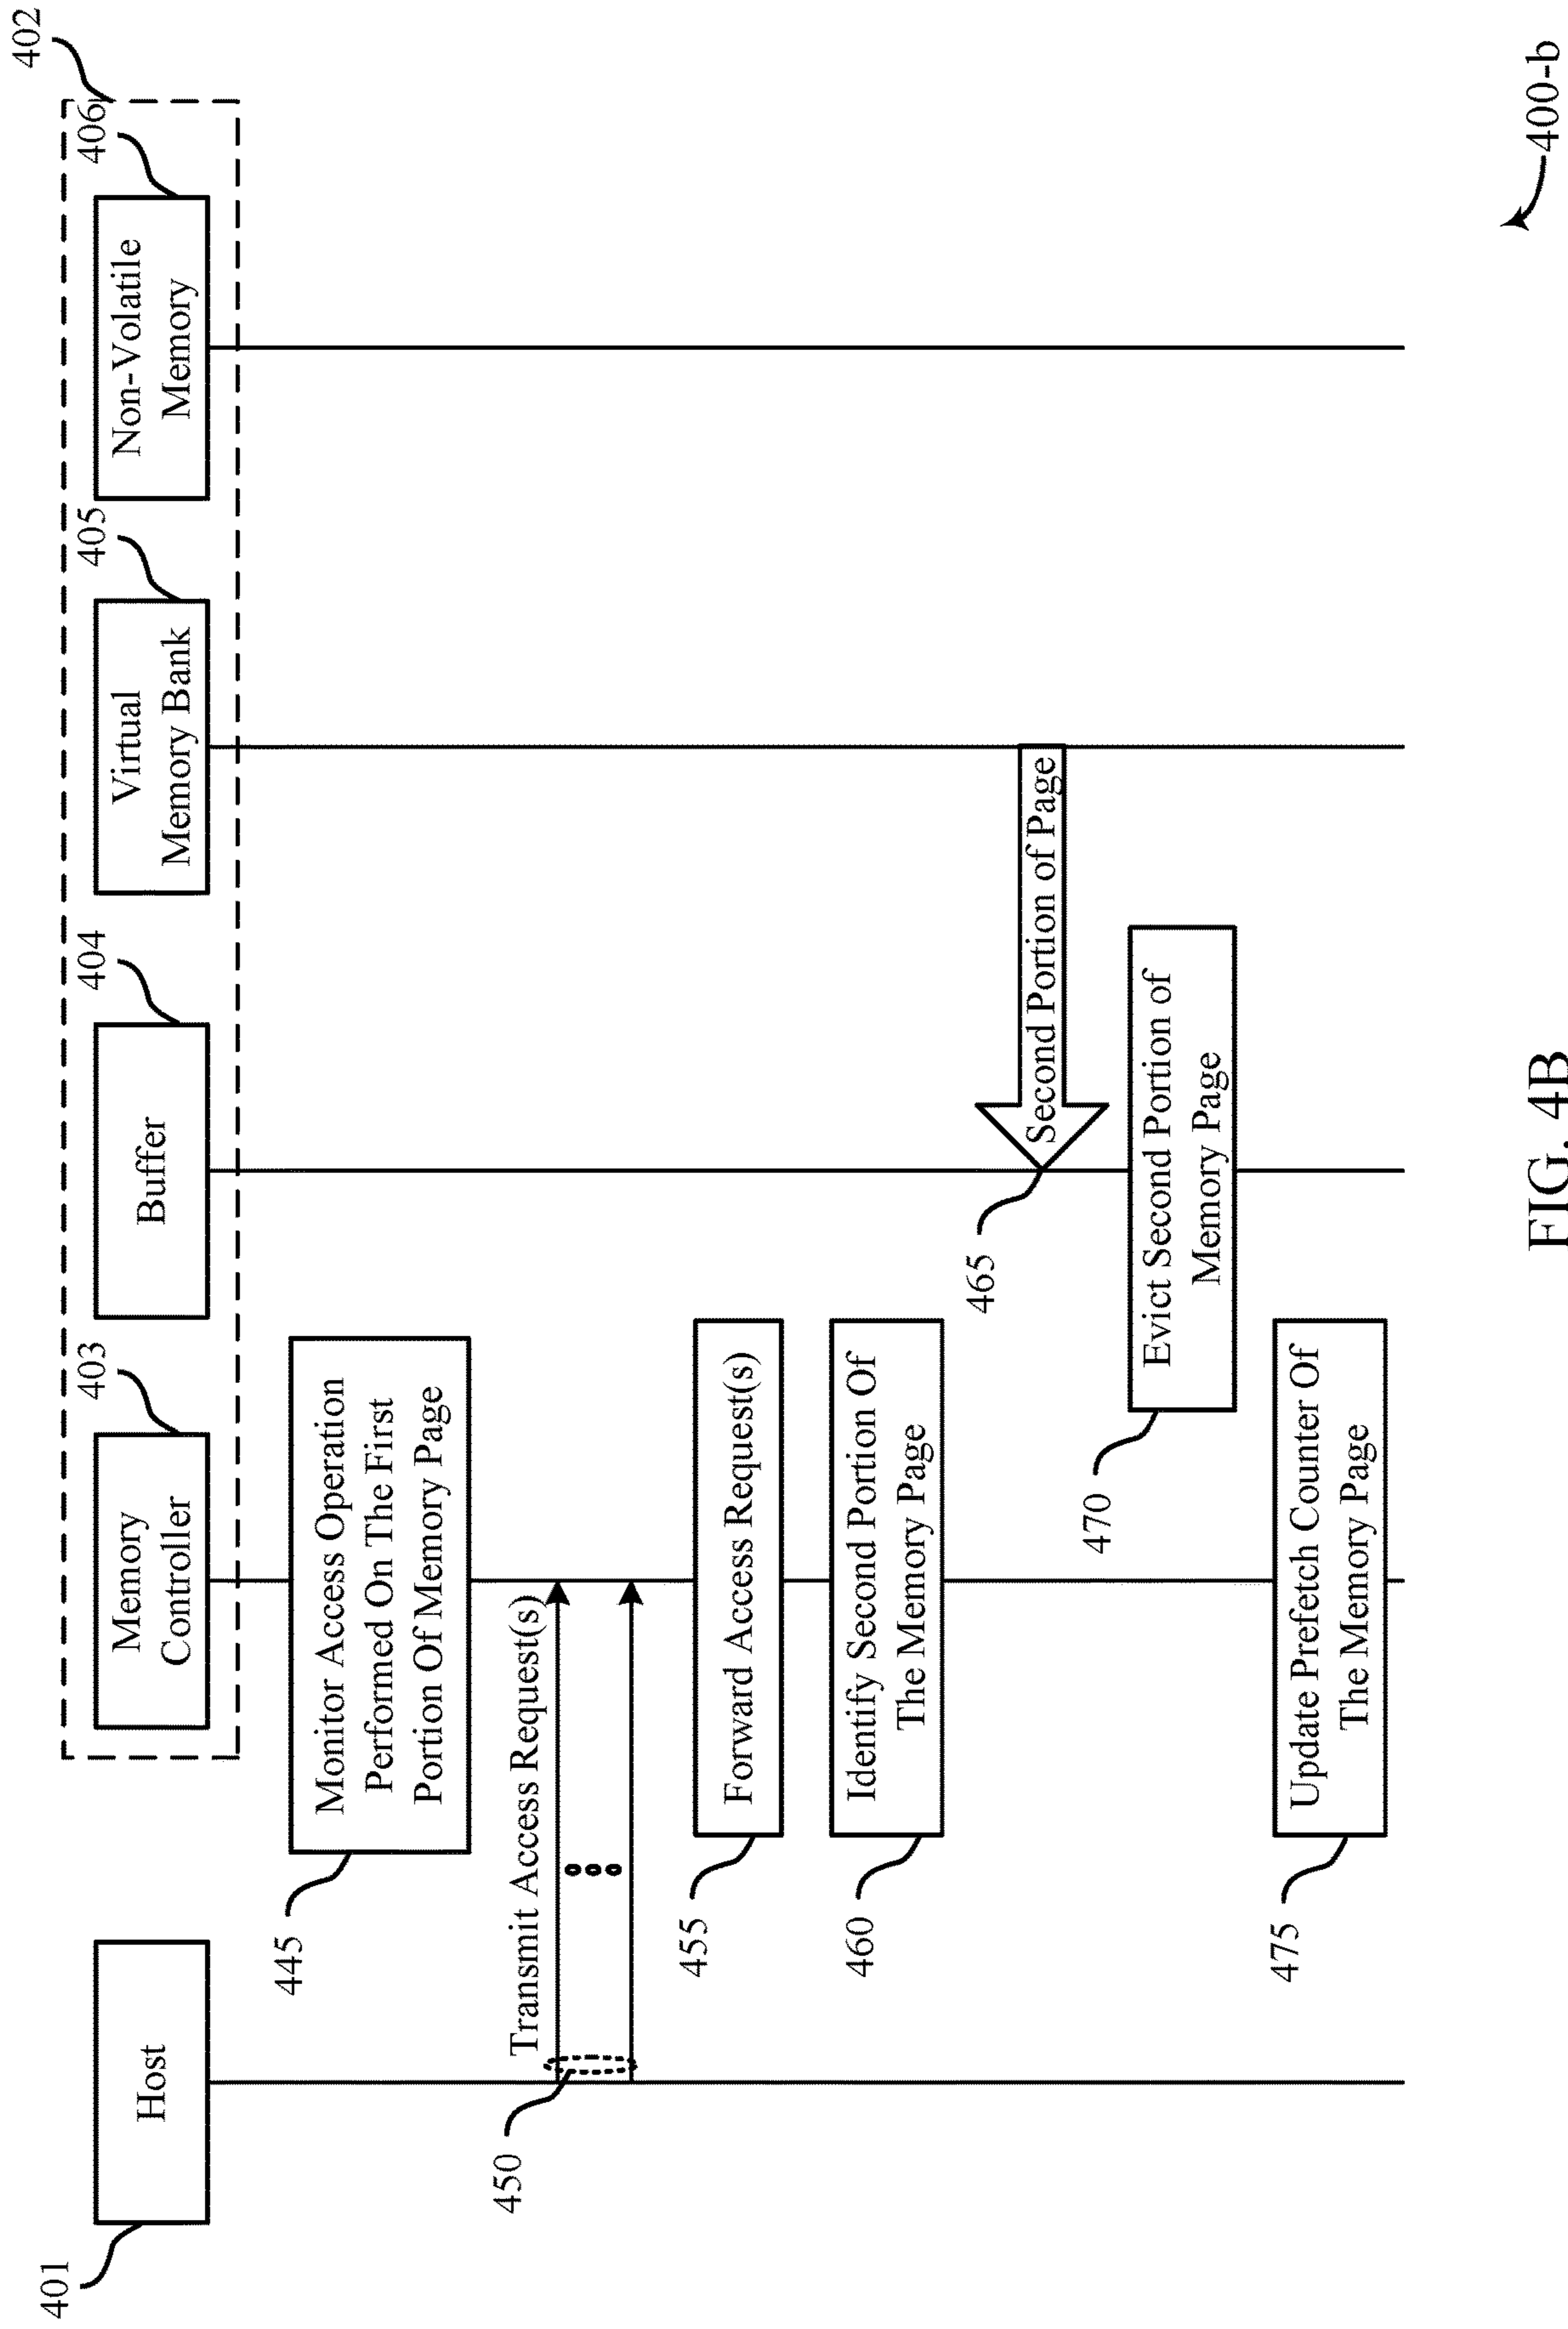 402
401
403
404
405
406
Host
Memory
Controller
Buffer
Virtual
Memory Bank
Non-Volatile
Memory
445
Monitor Access Operation
Performed On The First
Portion Of Memory Page
450
Transmit Access Request(s)
455
Forward Access Request(s)
460
Identify Second Portion Of
The Memory Page
465
Second Portion of Page
470
Evict Second Portion of
Memory Page
475
Update Prefetch Counter Of
The Memory Page
400-b
FIG. 4B